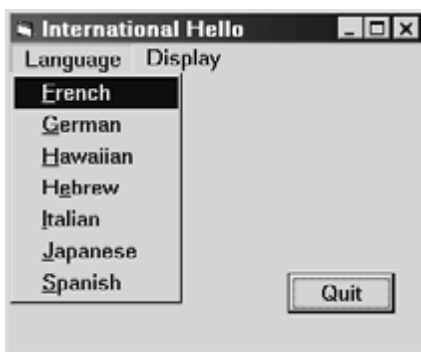 International Hello
Language Display
French
German
Hawaiian
Hebrew
Italian
Japanese
Spanish
Quit